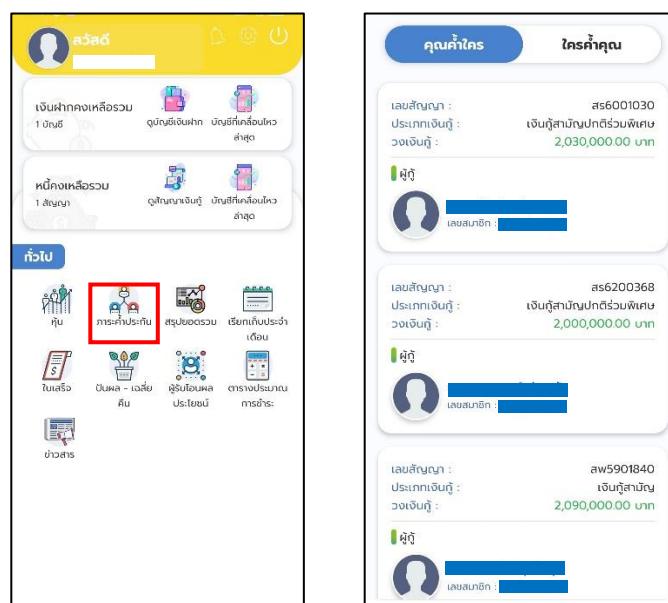 สวัสดี
เงินฝากคงเหลือรวม
1 บัญชี
ดูบัญชีเงินฝาก
บัญชีที่เคลื่อนไหว
ล่าสุด
หนี้คงเหลือรวม
1 สัญญา
ดูสัญญาเงินกู้
บัญชีที่เคลื่อนไหว
ล่าสุด
ทั่วไป
หุ้น
ภาระค้ำประกัน
สรุปยอดรวม
เรียกเก็บประจำ
เดือน
ใบเสร็จ
ปันผล - เฉลี่ย
คืน
ผู้รับโอนผล
ประโยชน์
ตารางประมาณ
การชำระ
ข่าวสาร
คุณค้ำใคร
ใครค้ำคุณ
เลขสัญญา : สร6001030
ประเภทเงินกู้ : เงินกู้สามัญปกติร่วมพิเศษ
วงเงินกู้ : 2,030,000.00 บาท
ผู้กู้
เลขสมาชิก :
เลขสัญญา : สร6200368
ประเภทเงินกู้ : เงินกู้สามัญปกติร่วมพิเศษ
วงเงินกู้ : 2,000,000.00 บาท
ผู้กู้
เลขสมาชิก :
เลขสัญญา : สพ5901840
ประเภทเงินกู้ : เงินกู้สามัญ
วงเงินกู้ : 2,090,000.00 บาท
ผู้กู้
เลขสมาชิก :